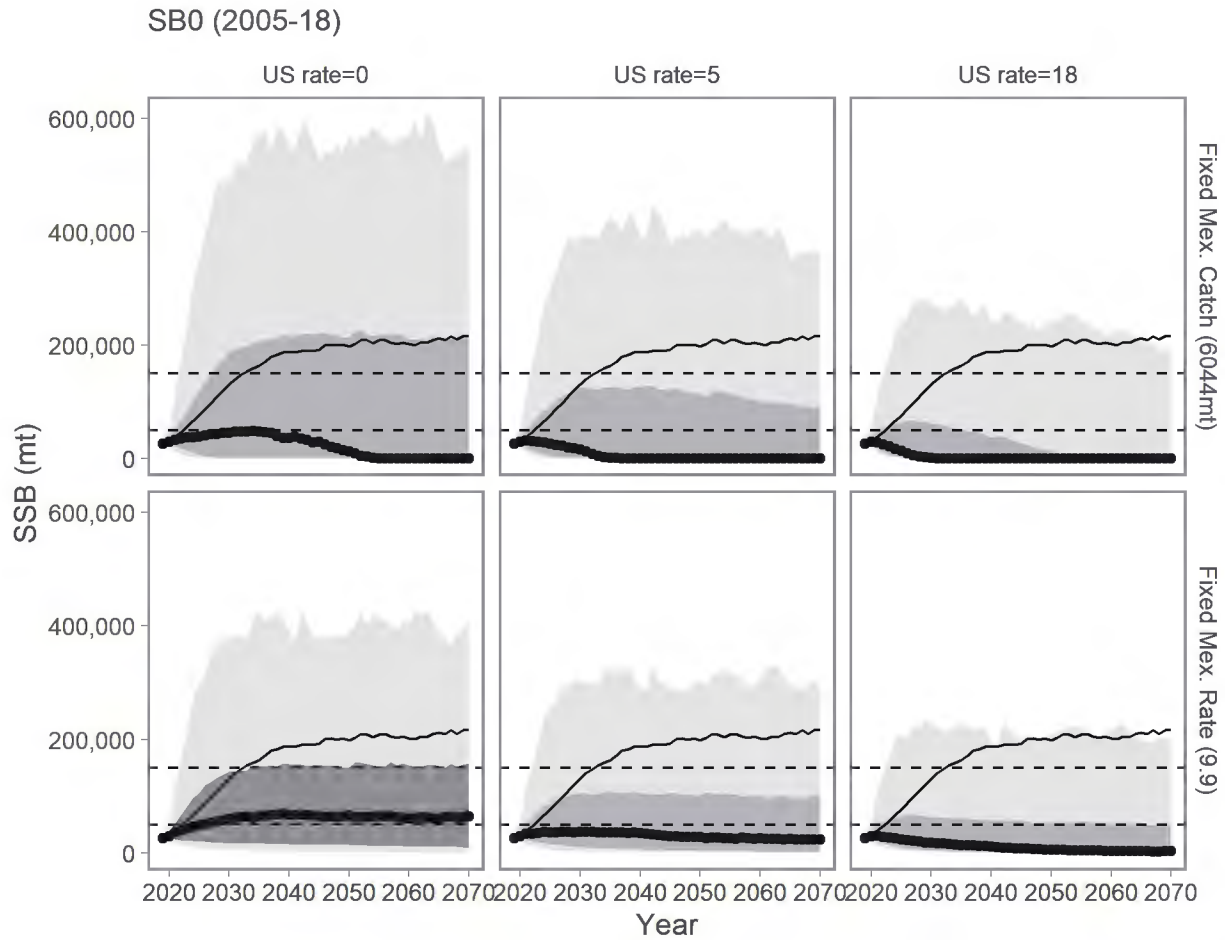 SB0 (2005-18)
US rate=0
US rate=5
US rate=18
600,000
400,000
200,000
0
Fixed Mex. Catch (6044mt)
SSB (mt)
600,000
400,000
200,000
0
Fixed Mex. Rate (9.9)
2020 2030 2040 2050 2060 2070
2020 2030 2040 2050 2060 2070
2020 2030 2040 2050 2060 2070
Year